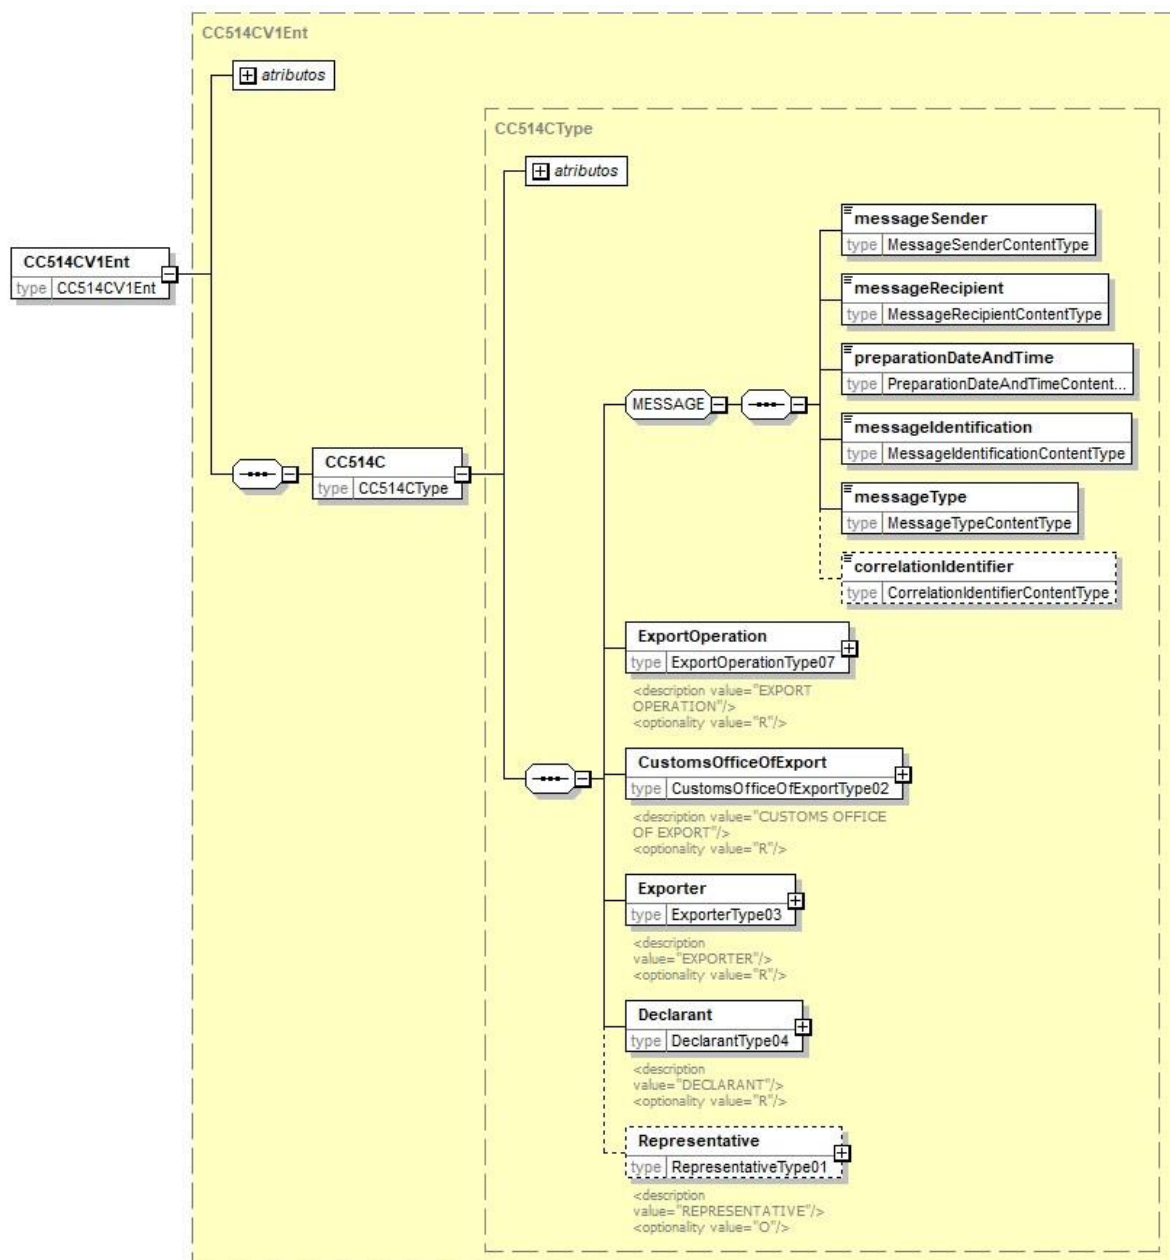 CC514CV1Ent
atributos
CC514CType
atributos
CC514CV1Ent
type CC514CV1Ent
CC514C
type CC514CType
MESSAGE
messageSender
type MessageSenderContentType
messageRecipient
type MessageRecipientContentType
preparationDateAndTime
type PreparationDateAndTimeContent...
messageIdentification
type MessageIdentificationContentType
messageType
type MessageTypeContentType
correlationIdentifier
type CorrelationIdentifierContentType
ExportOperation
type ExportOperationType07
<description value="EXPORT
OPERATION"/>
<optionality value="R"/>
CustomsOfficeOfExport
type CustomsOfficeOfExportType02
<description value="CUSTOMS OFFICE
OF EXPORT"/>
<optionality value="R"/>
Exporter
type ExporterType03
<description
value="EXPORTER"/>
<optionality value="R"/>
Declarant
type DeclarantType04
<description
value="DECLARANT"/>
<optionality value="R"/>
Representative
type RepresentativeType01
<description
value="REPRESENTATIVE"/>
<optionality value="O"/>